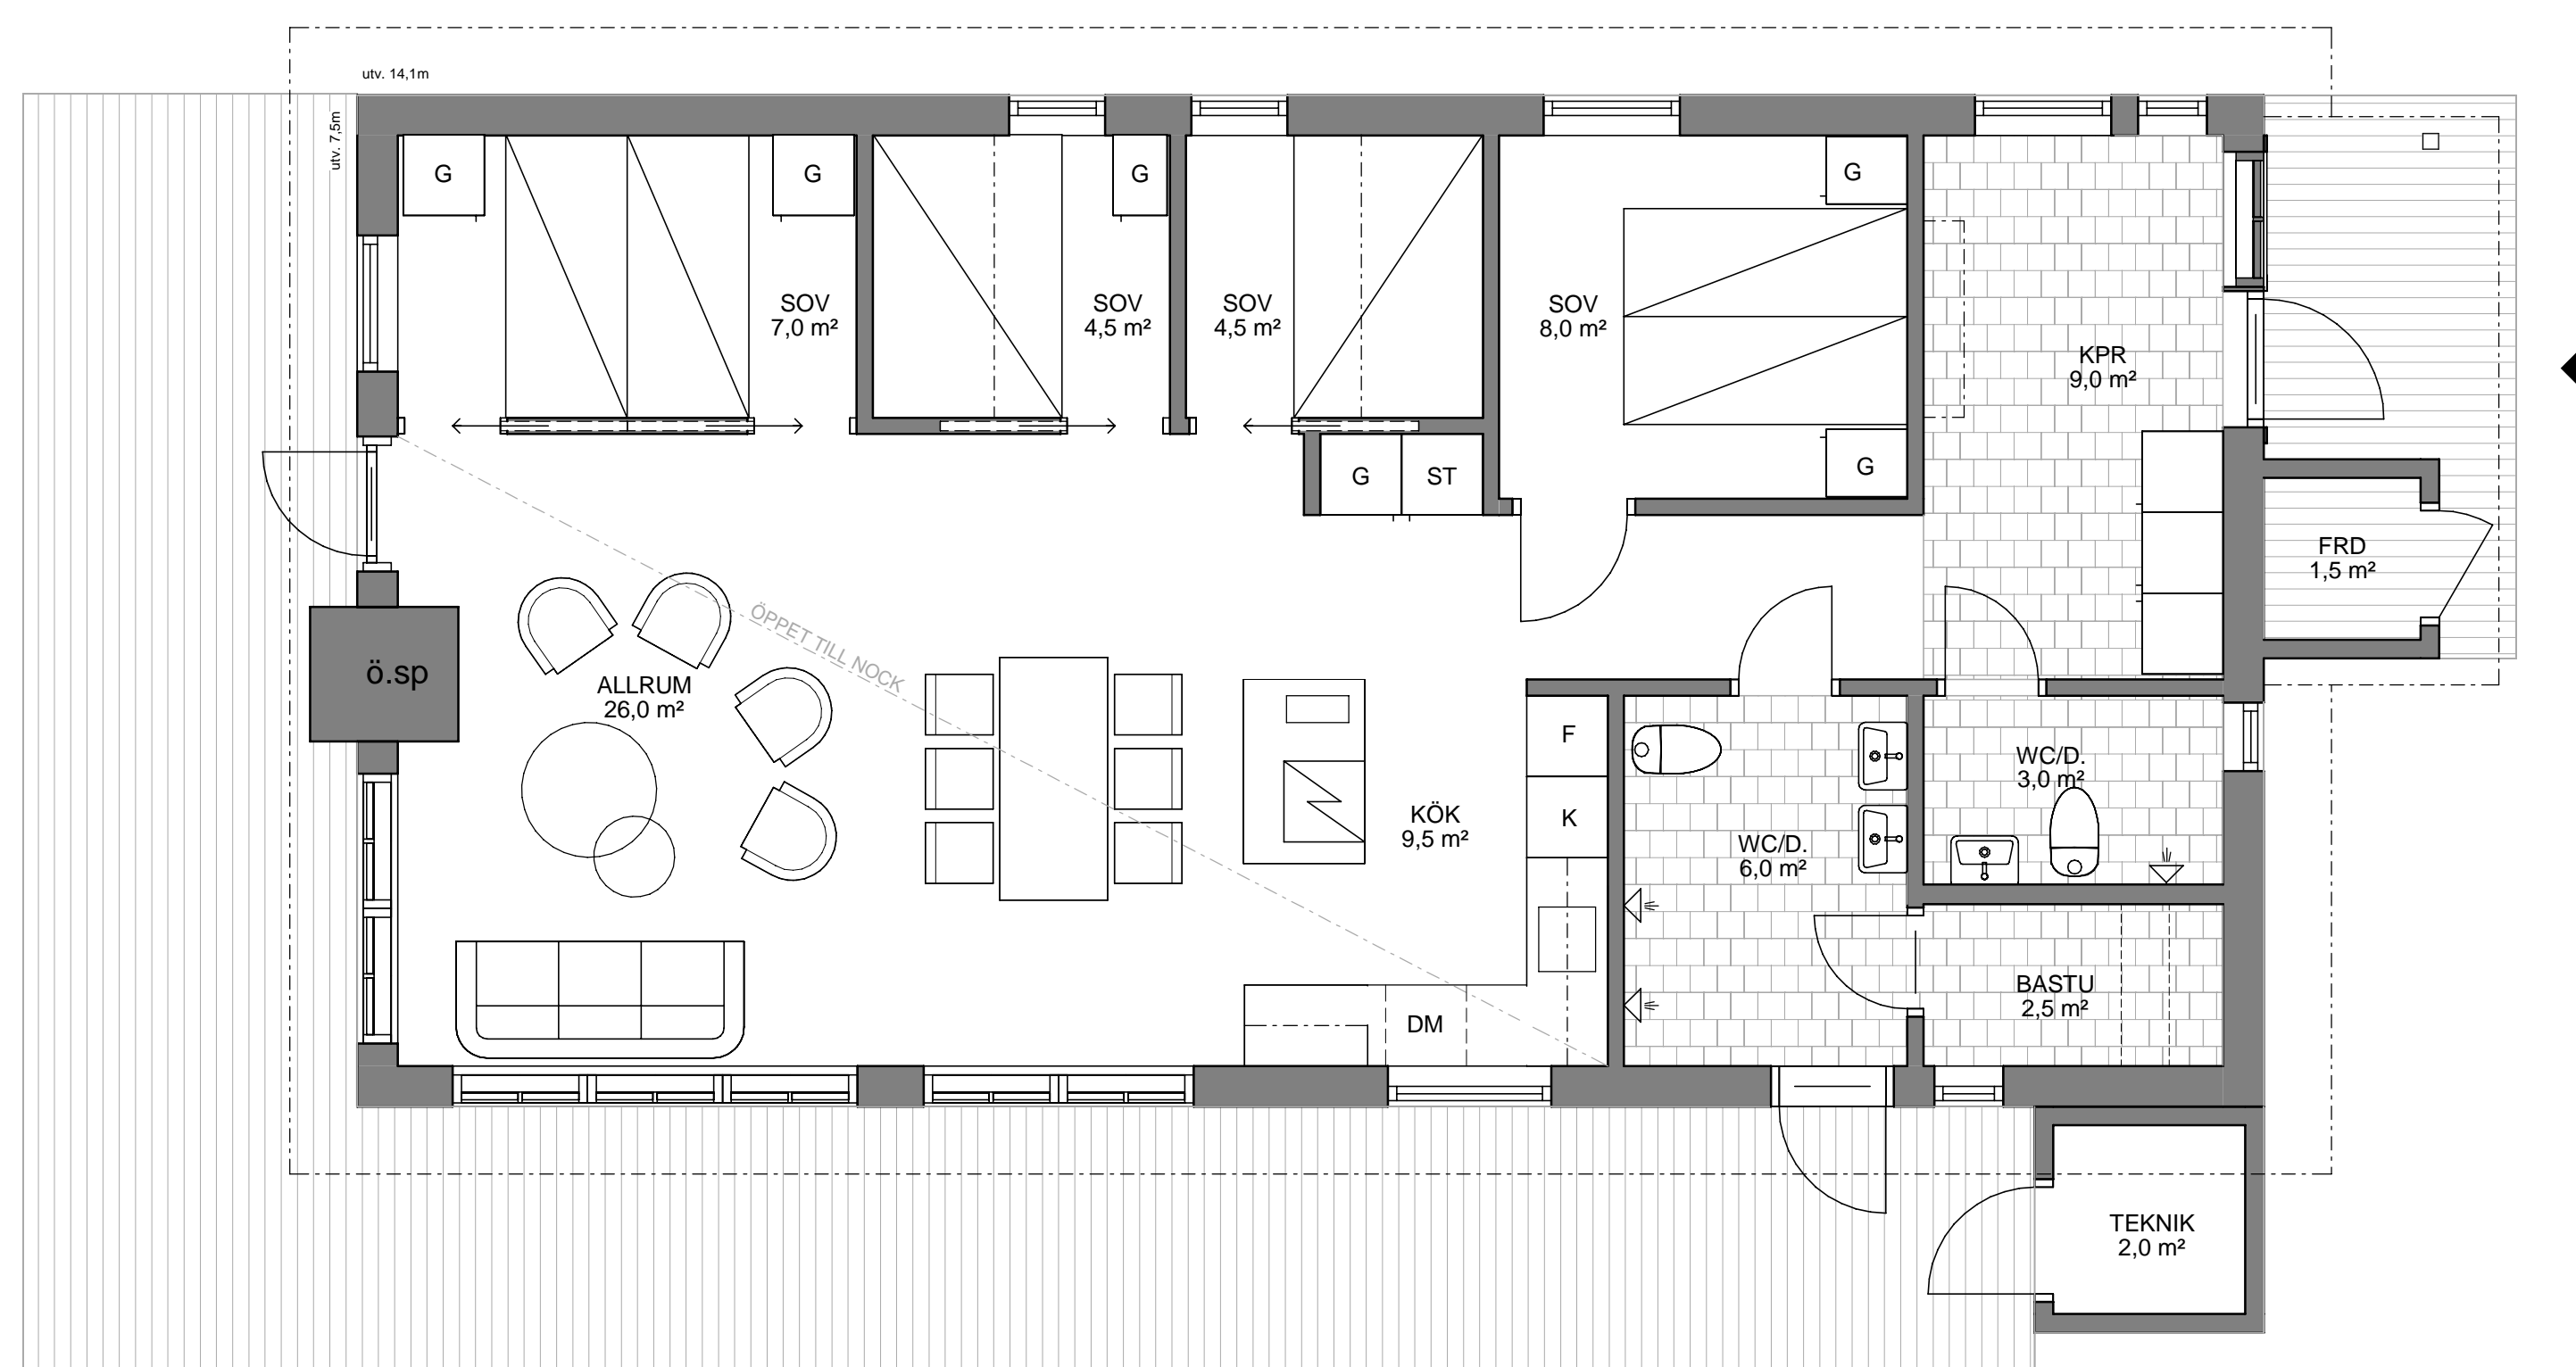 utv. 14,1m
utv. 7,5m
G
G
G
G
SOV
7,0 m²
SOV
4,5 m²
SOV
4,5 m²
SOV
8,0 m²
KPR
9,0 m²
G
ST
G
FRD
1,5 m²
ÖPPET TILL NOCK
ö.sp
ALLRUM
26,0 m²
F
K
KÖK
9,5 m²
WC/D.
3,0 m²
WC/D.
6,0 m²
BASTU
2,5 m²
DM
TEKNIK
2,0 m²